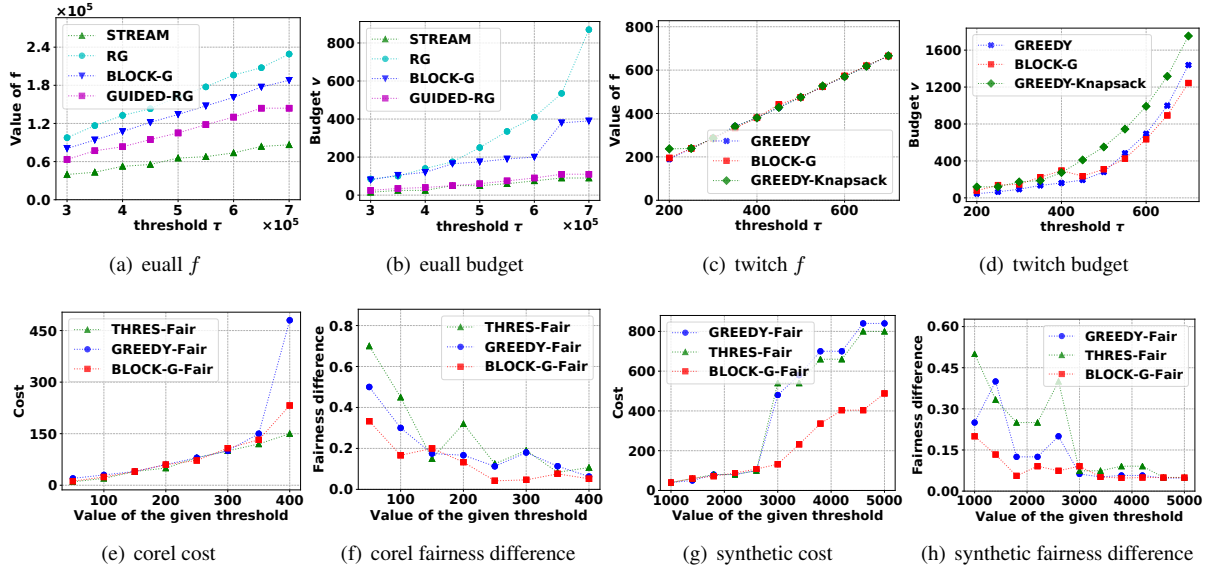 ×10⁵
Value of f
2.4
1.8
1.2
0.6
0.0
STREAM
RG
BLOCK-G
GUIDED-RG
3 4 5 6 7
threshold τ ×10⁵
(a) euall f
Budget v
800
600
400
200
0
STREAM
RG
BLOCK-G
GUIDED-RG
3 4 5 6 7
threshold τ ×10⁵
(b) euall budget
Value of f
800
600
400
200
0
GREEDY
BLOCK-G
GREEDY-Knapsack
200 400 600
threshold τ
(c) twitch f
Budget v
1600
1200
800
400
0
GREEDY
BLOCK-G
GREEDY-Knapsack
200 400 600
threshold τ
(d) twitch budget
Cost
450
300
150
0
THRES-Fair
GREEDY-Fair
BLOCK-G-Fair
100 200 300 400
Value of the given threshold
(e) corel cost
Fairness difference
0.8
0.6
0.4
0.2
0.0
THRES-Fair
GREEDY-Fair
BLOCK-G-Fair
100 200 300 400
Value of the given threshold
(f) corel fairness difference
Cost
800
600
400
200
0
GREEDY-Fair
THRES-Fair
BLOCK-G-Fair
1000 2000 3000 4000 5000
Value of the given threshold
(g) synthetic cost
Fairness difference
0.60
0.45
0.30
0.15
0.00
GREEDY-Fair
THRES-Fair
BLOCK-G-Fair
1000 2000 3000 4000 5000
Value of the given threshold
(h) synthetic fairness difference